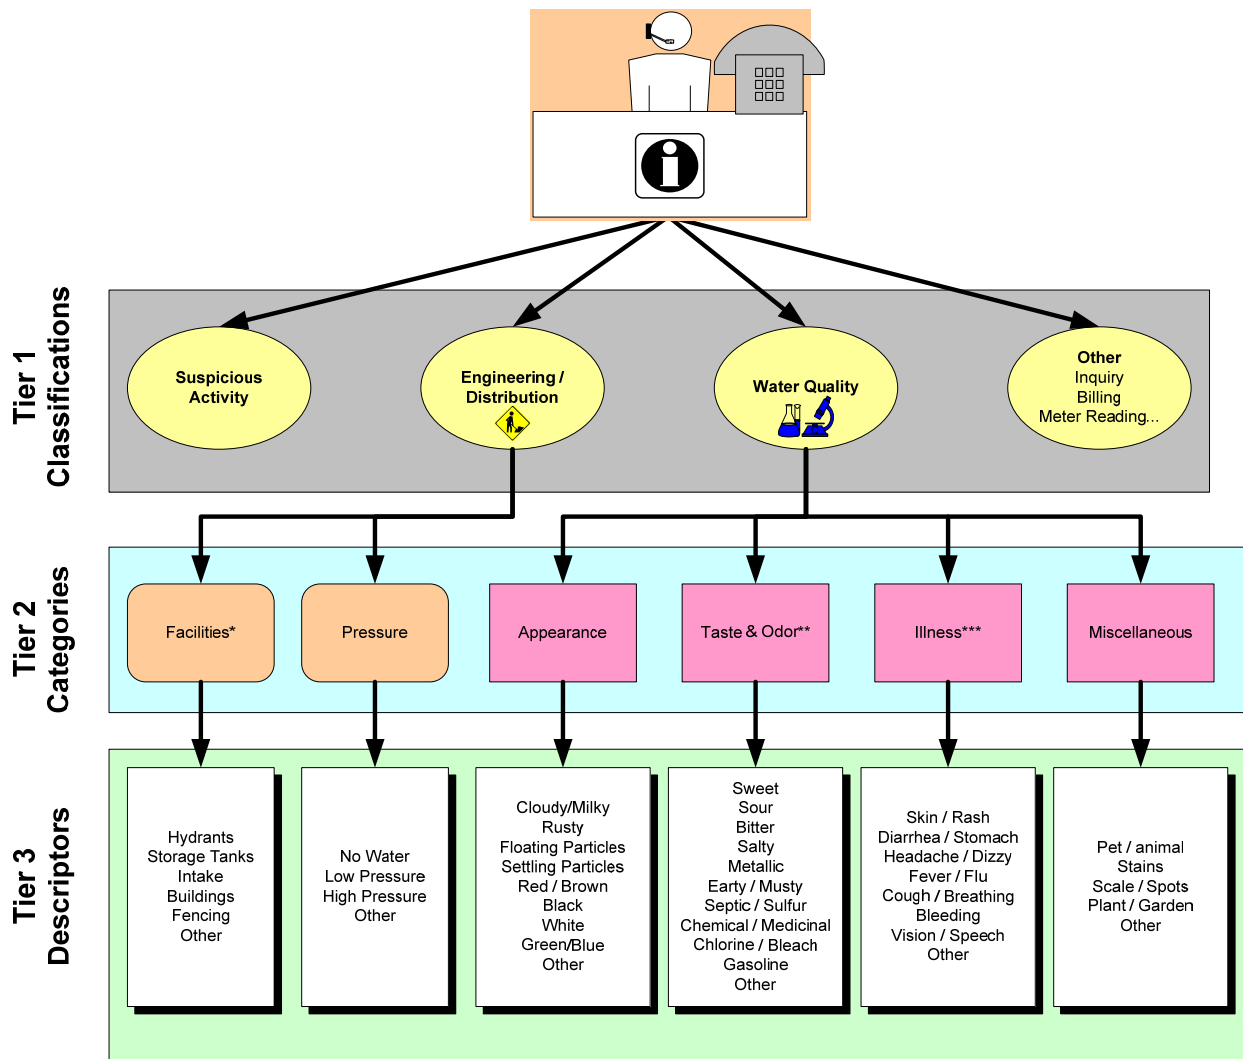 Tier 1
Classifications
Suspicious
Activity
Engineering /
Distribution
Water Quality
Other
Inquiry
Billing
Meter Reading...
Tier 2
Categories
Facilities*
Pressure
Appearance
Taste & Odor**
Illness***
Miscellaneous
Tier 3
Descriptors
Hydrants
Storage Tanks
Intake
Buildings
Fencing
Other
No Water
Low Pressure
High Pressure
Other
Cloudy/Milky
Rusty
Floating Particles
Settling Particles
Red / Brown
Black
White
Green/Blue
Other
Sweet
Sour
Bitter
Salty
Metallic
Earty / Musty
Septic / Sulfur
Chemical / Medicinal
Chlorine / Bleach
Gasoline
Other
Skin / Rash
Diarrhea / Stomach
Headache / Dizzy
Fever / Flu
Cough / Breathing
Bleeding
Vision / Speech
Other
Pet / animal
Stains
Scale / Spots
Plant / Garden
Other